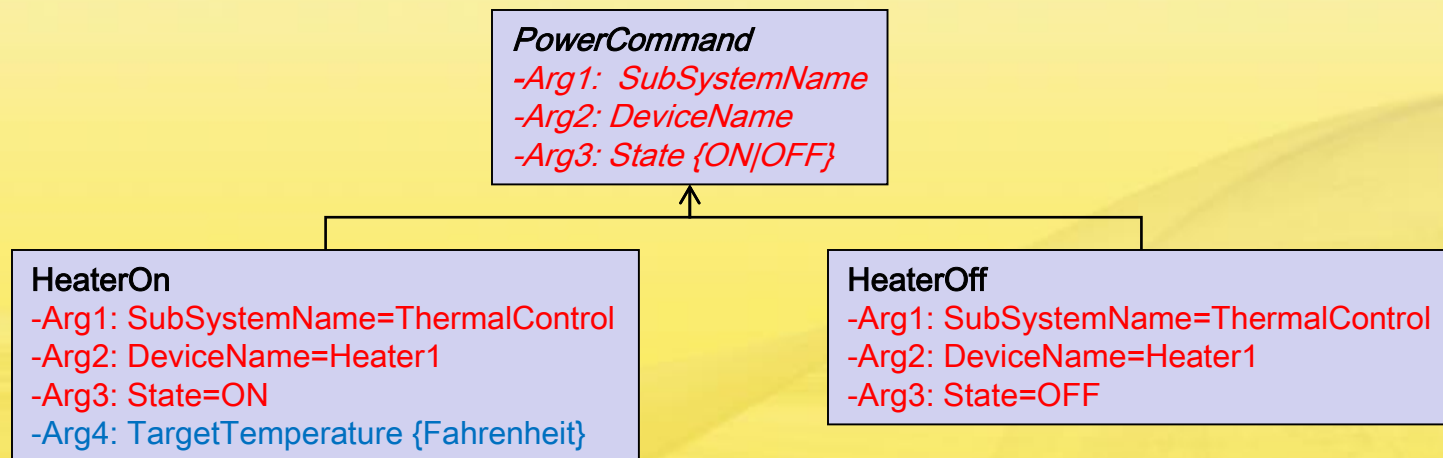 PowerCommand
-Arg1: SubSystemName
-Arg2: DeviceName
-Arg3: State {ON|OFF}
HeaterOn
-Arg1: SubSystemName=ThermalControl
-Arg2: DeviceName=Heater1
-Arg3: State=ON
-Arg4: TargetTemperature {Fahrenheit}
HeaterOff
-Arg1: SubSystemName=ThermalControl
-Arg2: DeviceName=Heater1
-Arg3: State=OFF